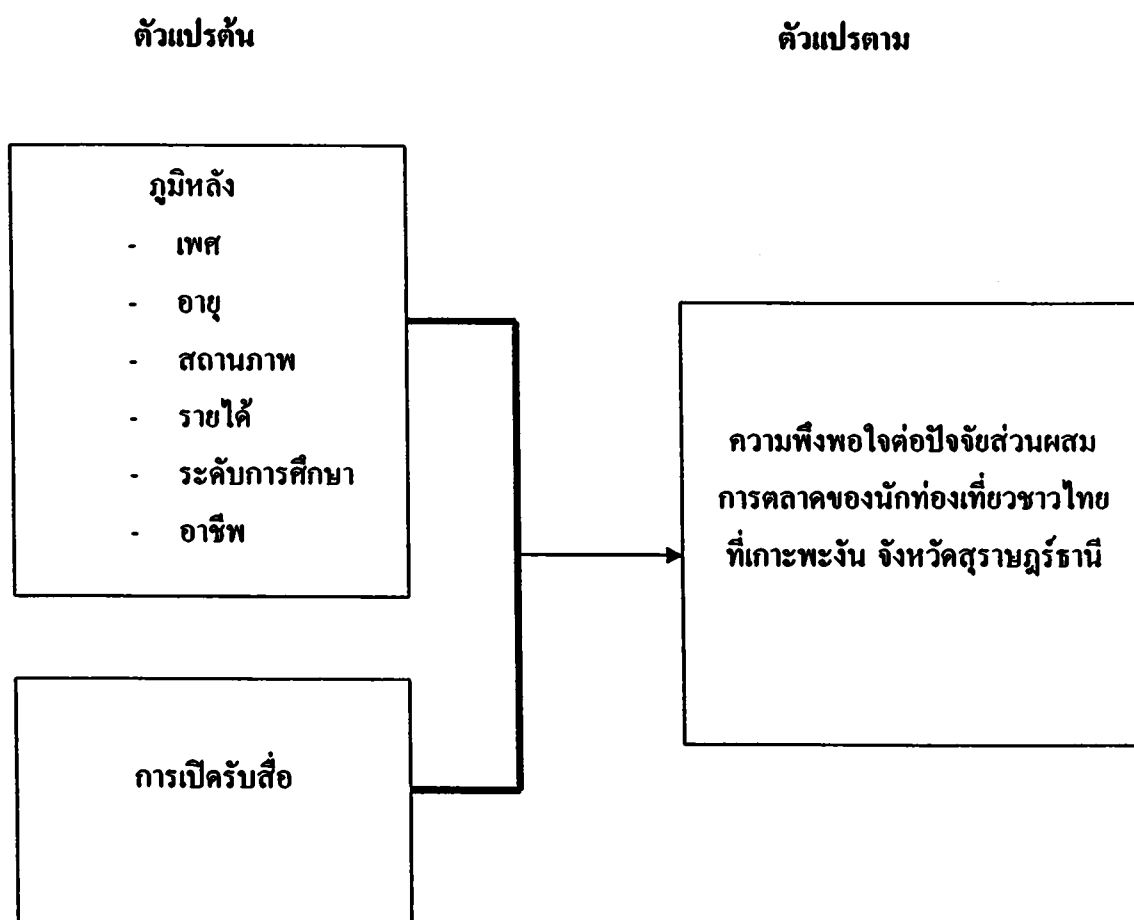 ตัวแปรต้น
ตัวแปรตาม
ภูมิหลัง
- เพศ
- อายุ
- สถานภาพ
- รายได้
- ระดับการศึกษา
- อาชีพ
การเปิดรับสื่อ
ความพึงพอใจต่อปัจจัยส่วนผสม
การตลาดของนักท่องเที่ยวชาวไทย
ที่เกาะพะงัน จังหวัดสุราษฎร์ธานี